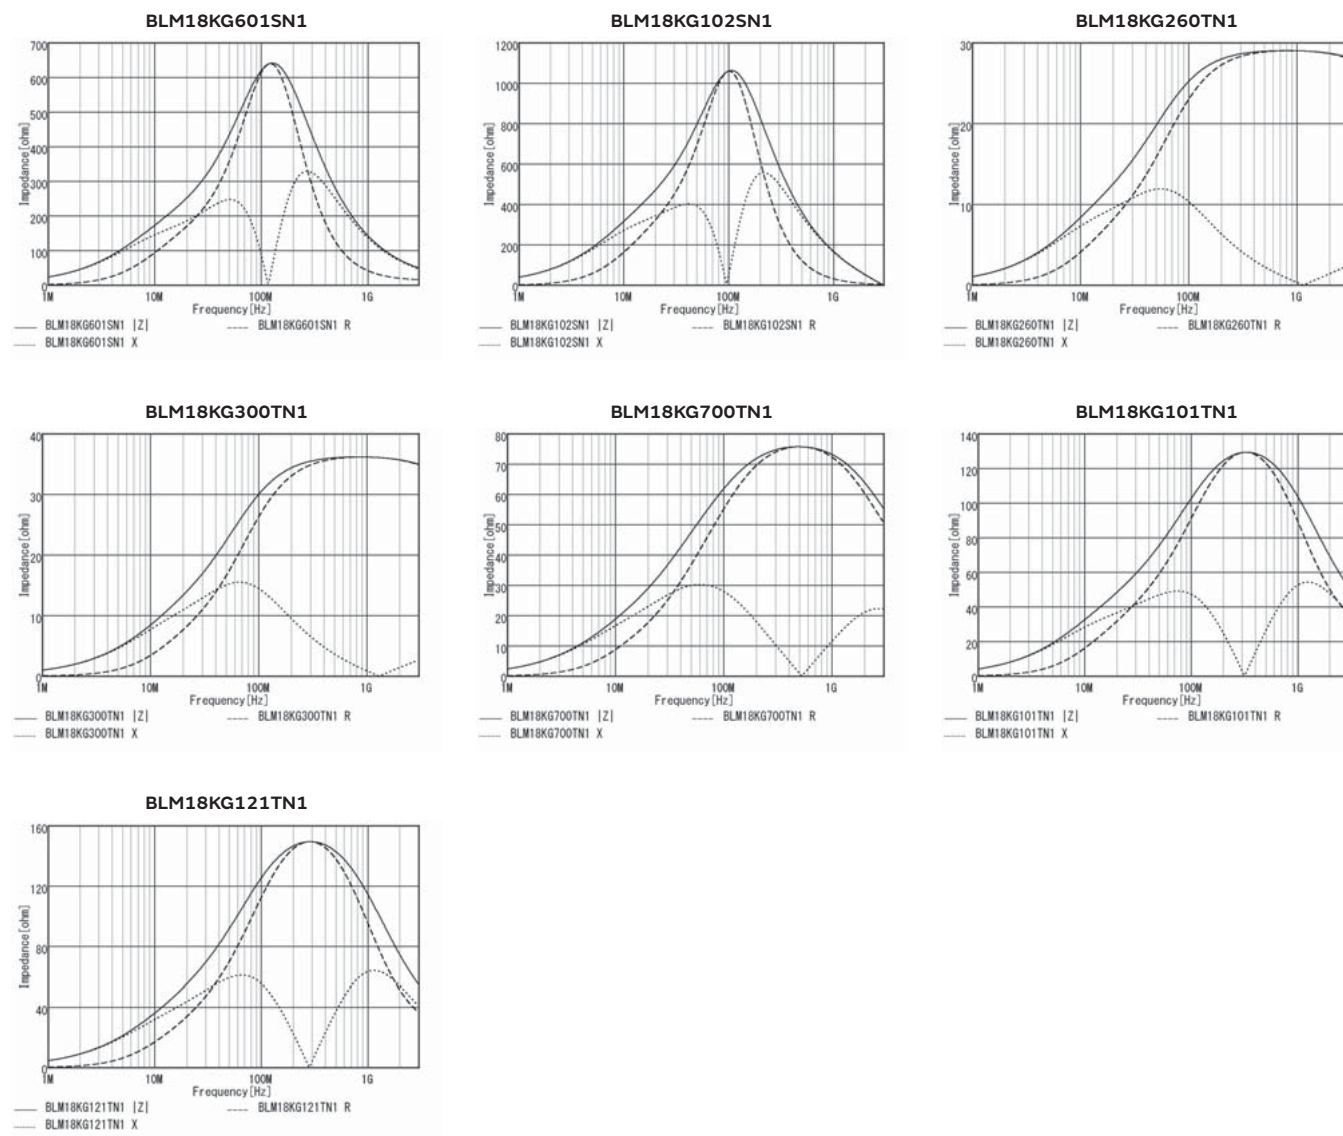 BLM18KG601SN1
BLM18KG102SN1
BLM18KG260TN1
700
600
500
400
300
200
100
0
Impedance[ohm]
1M 10M 100M 1G
Frequency[Hz]
BLM18KG601SN1 |Z| BLM18KG601SN1 R
BLM18KG601SN1 X
1200
1000
800
600
400
200
0
Impedance[ohm]
1M 10M 100M 1G
Frequency[Hz]
BLM18KG102SN1 |Z| BLM18KG102SN1 R
BLM18KG102SN1 X
30
20
10
0
Impedance[ohm]
1M 10M 100M 1G
Frequency[Hz]
BLM18KG260TN1 |Z| BLM18KG260TN1 R
BLM18KG260TN1 X
BLM18KG300TN1
BLM18KG700TN1
BLM18KG101TN1
40
30
20
10
0
Impedance[ohm]
1M 10M 100M 1G
Frequency[Hz]
BLM18KG300TN1 |Z| BLM18KG300TN1 R
BLM18KG300TN1 X
80
70
60
50
40
30
20
10
0
Impedance[ohm]
1M 10M 100M 1G
Frequency[Hz]
BLM18KG700TN1 |Z| BLM18KG700TN1 R
BLM18KG700TN1 X
140
120
100
80
60
40
20
0
Impedance[ohm]
1M 10M 100M 1G
Frequency[Hz]
BLM18KG101TN1 |Z| BLM18KG101TN1 R
BLM18KG101TN1 X
BLM18KG121TN1
160
120
80
40
0
Impedance[ohm]
1M 10M 100M 1G
Frequency[Hz]
BLM18KG121TN1 |Z| BLM18KG121TN1 R
BLM18KG121TN1 X